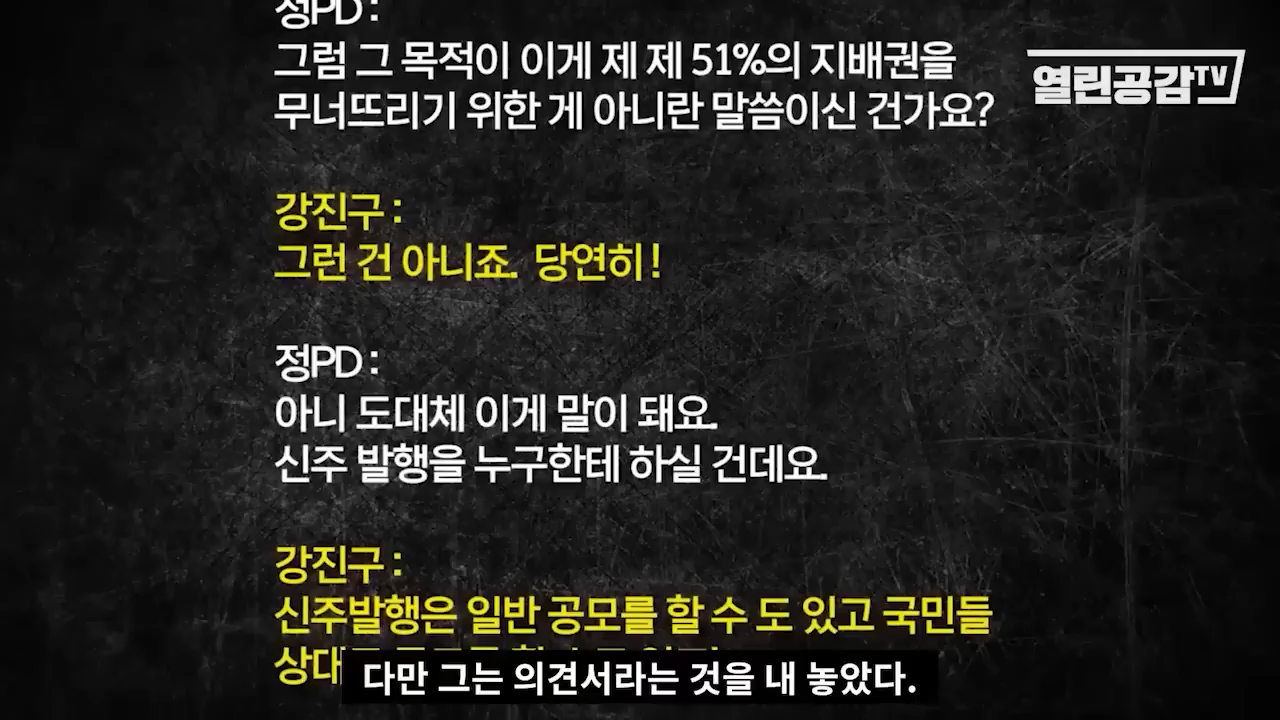 정PD :
그럼 그 목적이 이게 제 제 51%의 지배권을
무너뜨리기 위한 게 아니란 말씀이신 건가요?
열린공감TV
강진구 :
그런 건 아니죠. 당연히!
정PD :
아니 도대체 이게 말이 돼요.
신주 발행을 누구한테 하실 건데요.
강진구 :
신주발행은 일반 공모를 할 수 도 있고 국민들
다만 그는 의견서라는 것을 내 놓았다.